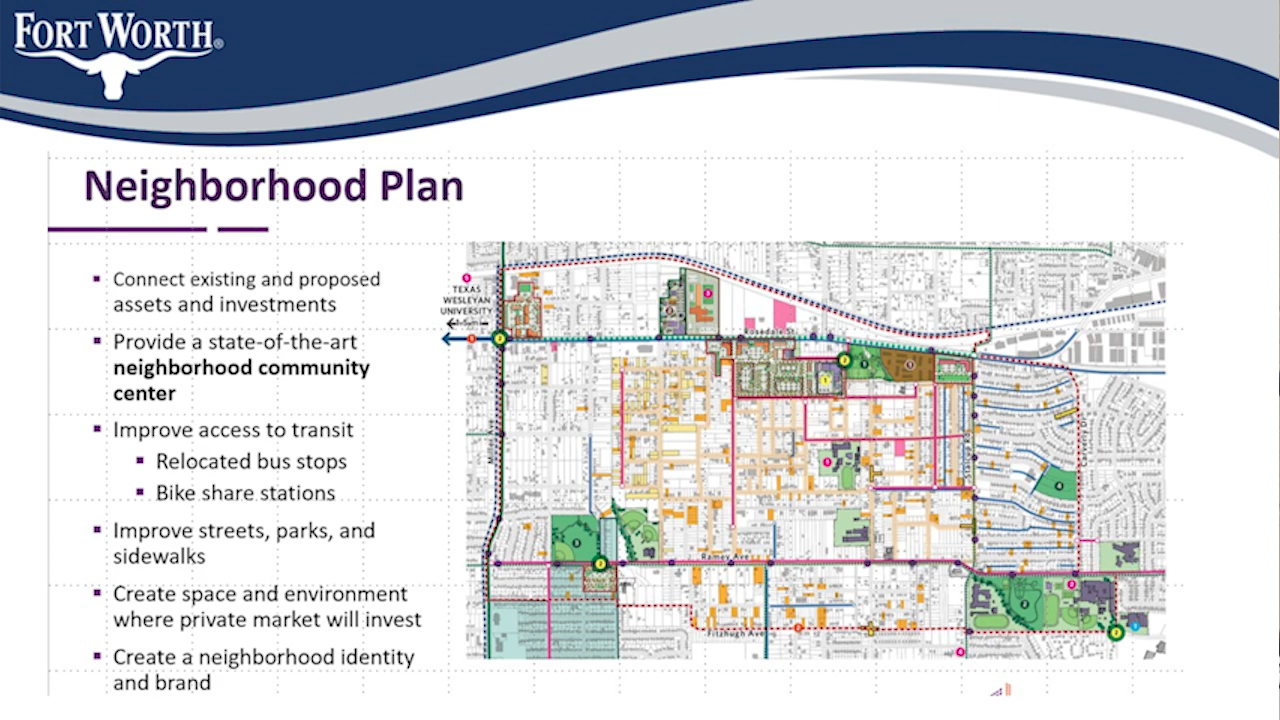 FORT WORTH®
Neighborhood Plan
▪ Connect existing and proposed
assets and investments
▪ Provide a state-of-the-art
neighborhood community
center
▪ Improve access to transit
▪ Relocated bus stops
▪ Bike share stations
▪ Improve streets, parks, and
sidewalks
▪ Create space and environment
where private market will invest
▪ Create a neighborhood identity
and brand
TEXAS
WESLEYAN
UNIVERSITY
Ramey Ave
Fitzhugh Ave